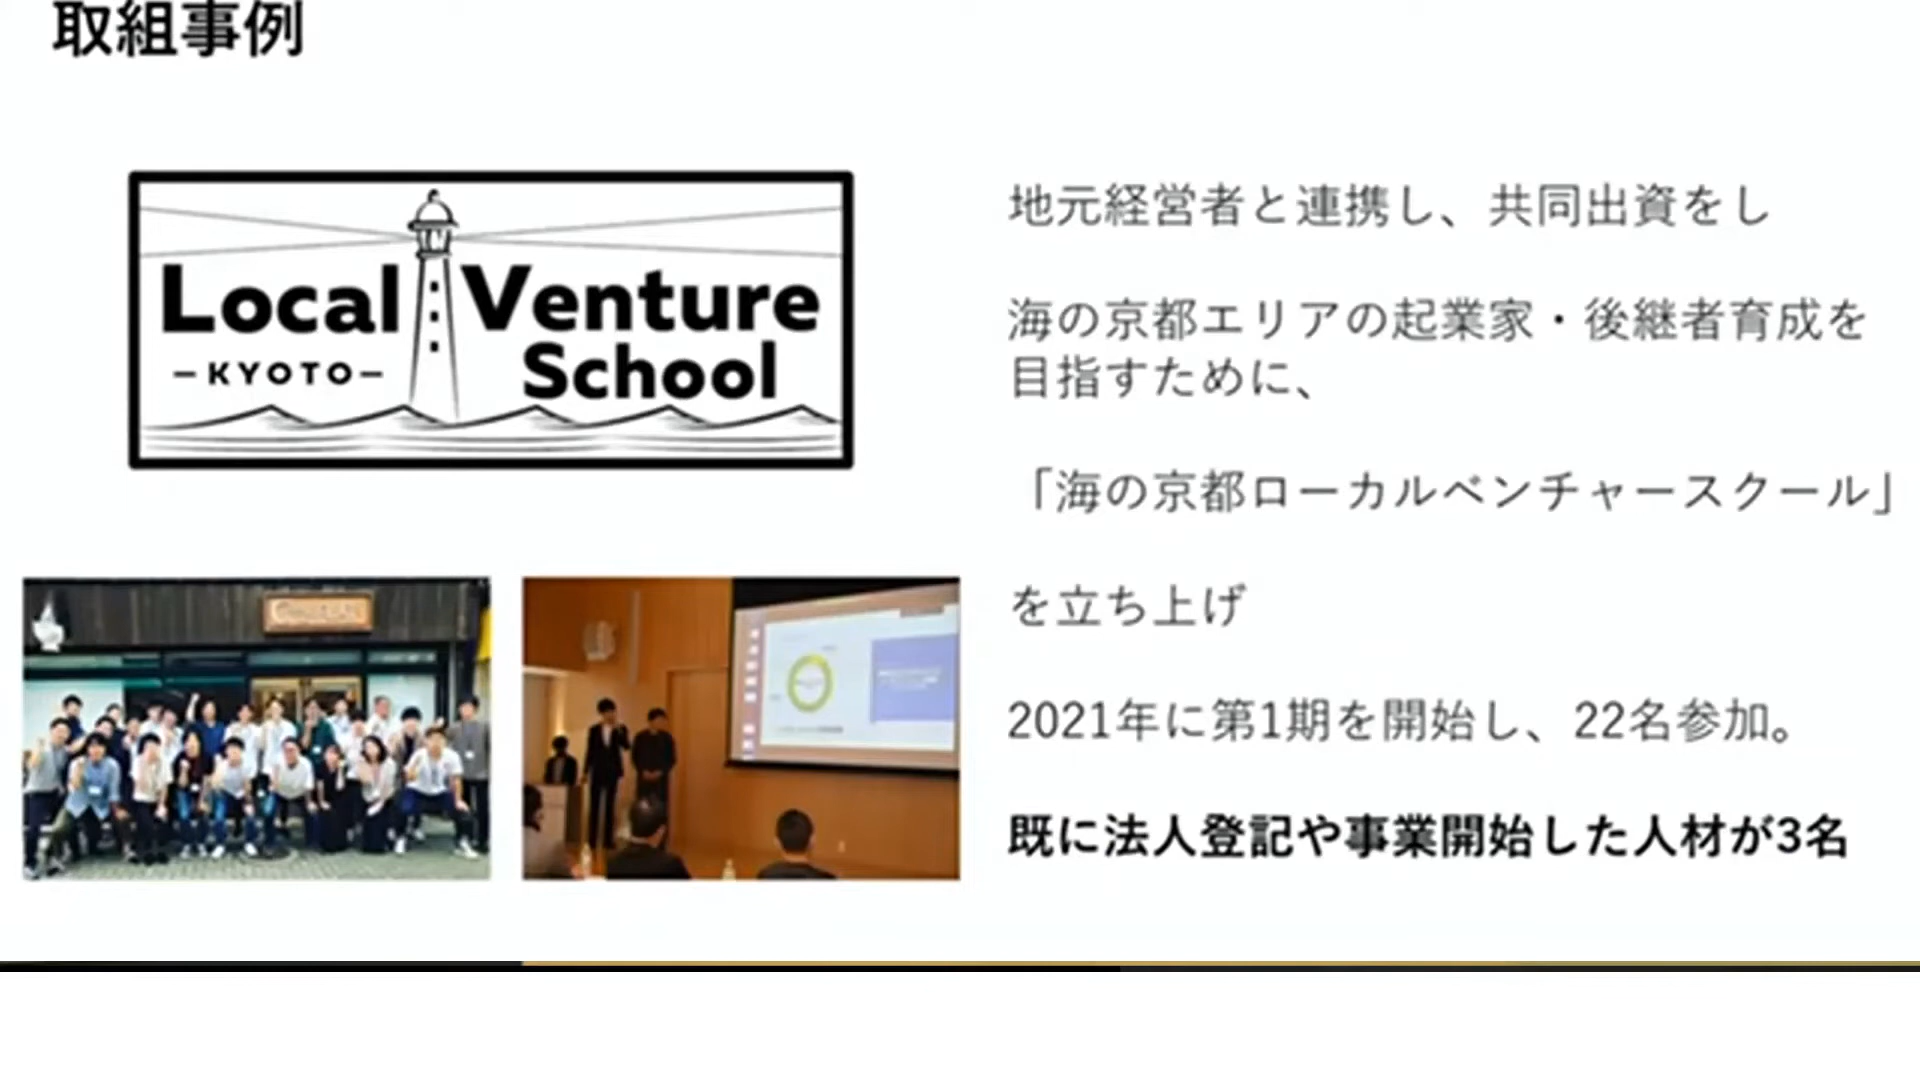 取組事例
Local Venture
-KYOTO-
School
地元経営者と連携し、共同出資をし
海の京都エリアの起業家・後継者育成を
目指すために、
「海の京都ローカルベンチャースクール」
を立ち上げ
2021年に第1期を開始し、22名参加。
既に法人登記や事業開始した人材が3名